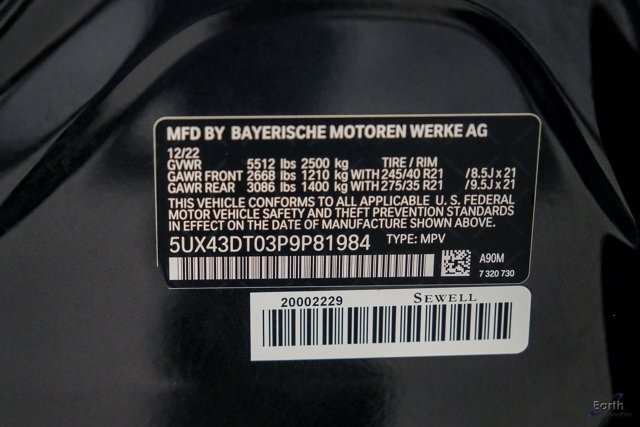 MFD BY BAYERISCHE MOTOREN WERKE AG
12/22
GVWR 5512 lbs 2500 kg TIRE / RIM
GAWR FRONT 2668 lbs 1210 kg WITH 245/40 R21 /8.5J x 21
GAWR REAR 3086 lbs 1400 kg WITH 275/35 R21 /9.5J x 21
THIS VEHICLE CONFORMS TO ALL APPLICABLE U. S. FEDERAL
MOTOR VEHICLE SAFETY AND THEFT PREVENTION STANDARDS
IN EFFECT ON THE DATE OF MANUFACTURE SHOWN ABOVE.
5UX43DT03P9P81984 TYPE: MPV
A90M
7 320 730
20002229 SEWELL
Earth